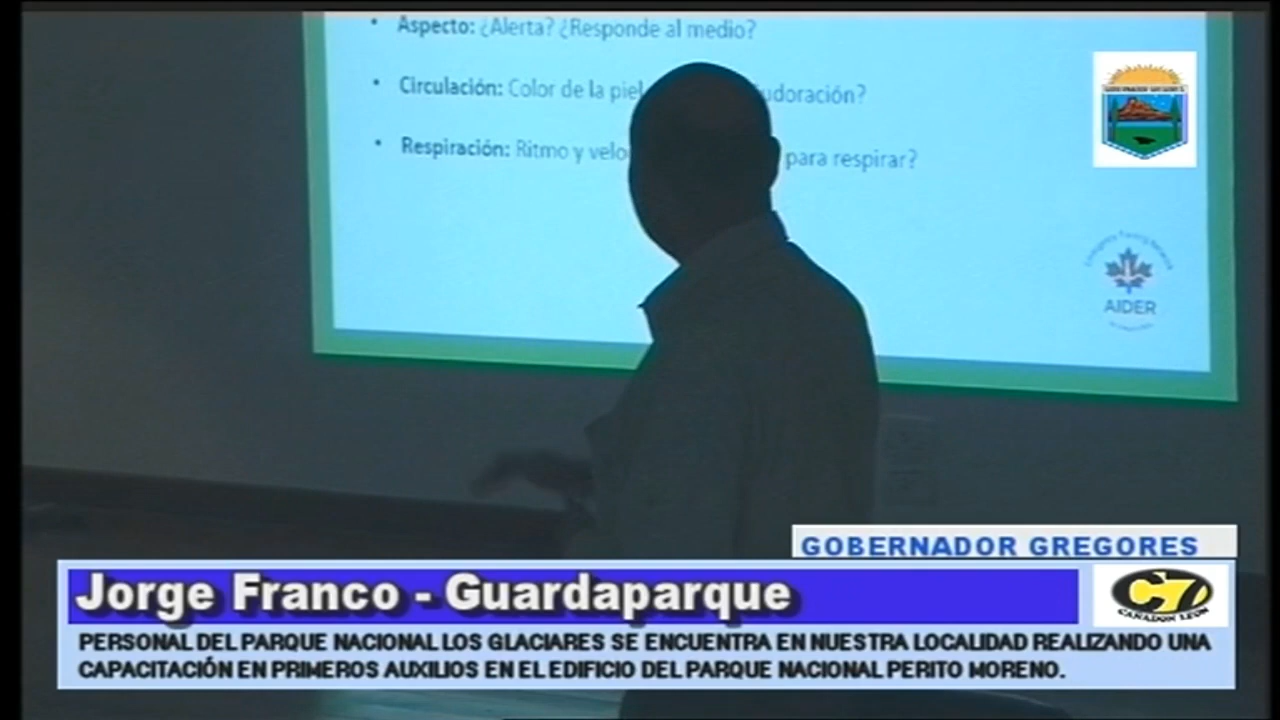 Aspecto: ¿Alerta? ¿Responde al medio?
Circulación: Color de la piel udoración?
Respiración: Ritmo y velo para respirar?
AIDER
GOBERNADOR GREGORES
Jorge Franco - Guardaparque
C7
CAÑADON LEON
PERSONAL DEL PARQUE NACIONAL LOS GLACIARES SE ENCUENTRA EN NUESTRA LOCALIDAD REALIZANDO UNA
CAPACITACIÓN EN PRIMEROS AUXILIOS EN EL EDIFICIO DEL PARQUE NACIONAL PERITO MORENO.